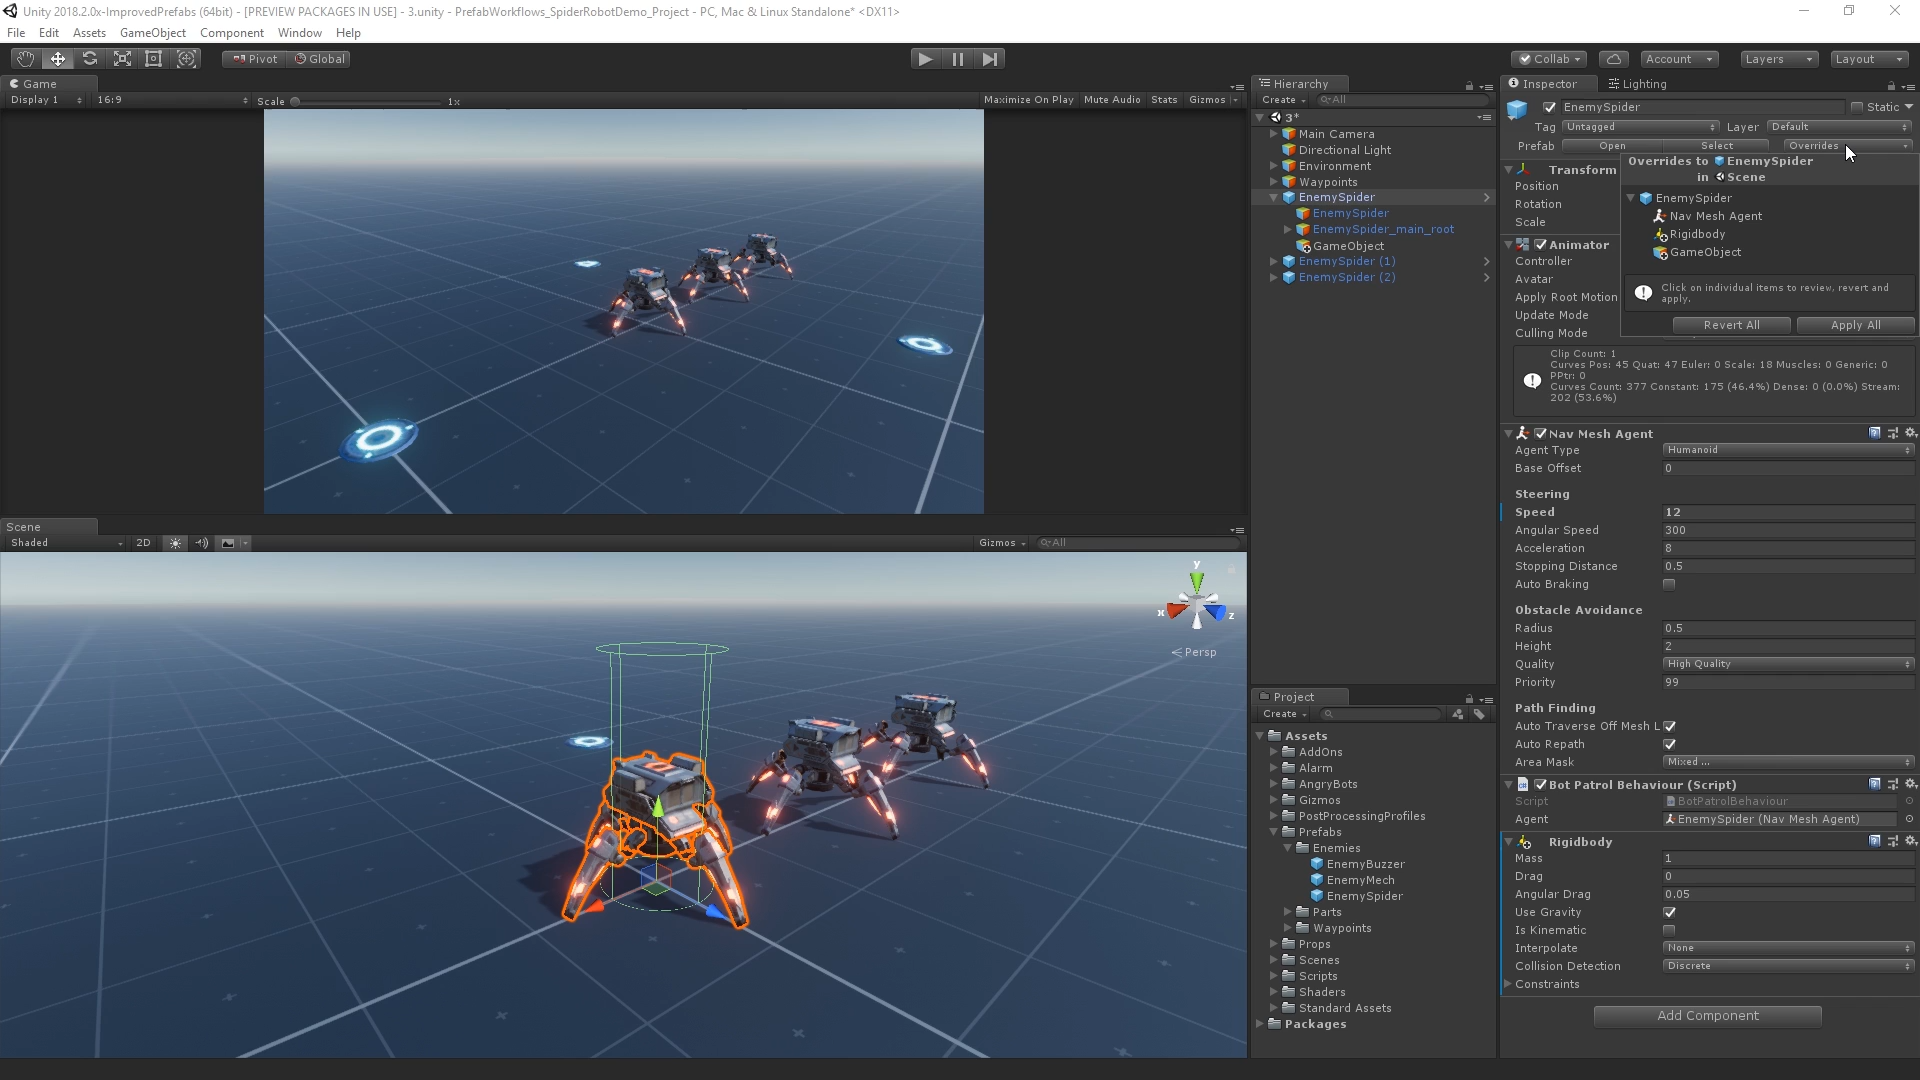 Unity 2018.2.0x-ImprovedPrefabs (64bit) - [PREVIEW PACKAGES IN USE] - 3.unity - PrefabWorkflows_SpiderRobotDemo_Project - PC, Mac & Linux Standalone* <DX11>
File Edit Assets GameObject Component Window Help
Pivot Global Collab Account Layers Layout
Game
Display 1 16:9 Scale 1x Maximize On Play Mute Audio Stats Gizmos
Scene
Shaded 2D Gizmos All
y
x
z
Persp
Hierarchy
Create All
3*
Main Camera
Directional Light
Environment
Waypoints
EnemySpider
EnemySpider
EnemySpider_main_root
GameObject
EnemySpider (1)
EnemySpider (2)
Project
Create
Assets
AddOns
Alarm
AngryBots
Gizmos
PostProcessingProfiles
Prefabs
Enemies
EnemyBuzzer
EnemyMech
EnemySpider
Parts
Waypoints
Props
Scenes
Scripts
Shaders
Standard Assets
Packages
Inspector Lighting
EnemySpider Static
Tag Untagged Layer Default
Prefab Open Select Overrides
Overrides to EnemySpider
in Scene
EnemySpider
Nav Mesh Agent
Rigidbody
GameObject
Click on individual items to review, revert and
apply.
Revert All Apply All
Transform
Position
Rotation
Scale
Animator
Controller
Avatar
Apply Root Motion
Update Mode
Culling Mode
Clip Count: 1
Curves Pos: 45 Quat: 47 Euler: 0 Scale: 18 Muscles: 0 Generic: 0
PPtr: 0
Curves Count: 377 Constant: 175 (46.4%) Dense: 0 (0.0%) Stream:
202 (53.6%)
Nav Mesh Agent
Agent Type Humanoid
Base Offset 0
Steering
Speed 12
Angular Speed 300
Acceleration 8
Stopping Distance 0.5
Auto Braking
Obstacle Avoidance
Radius 0.5
Height 2
Quality High Quality
Priority 99
Path Finding
Auto Traverse Off Mesh L
Auto Repath
Area Mask Mixed ...
Bot Patrol Behaviour (Script)
Script BotPatrolBehaviour
Agent EnemySpider (Nav Mesh Agent)
Rigidbody
Mass 1
Drag 0
Angular Drag 0.05
Use Gravity
Is Kinematic
Interpolate None
Collision Detection Discrete
Constraints
Add Component